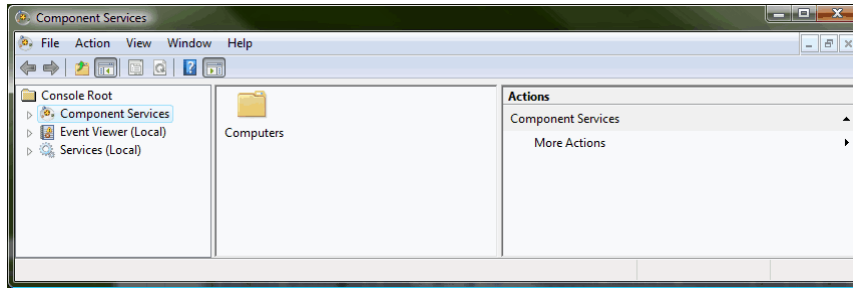 Component Services
File Action View Window Help
Console Root
Component Services
Event Viewer (Local)
Services (Local)
Computers
Actions
Component Services
More Actions